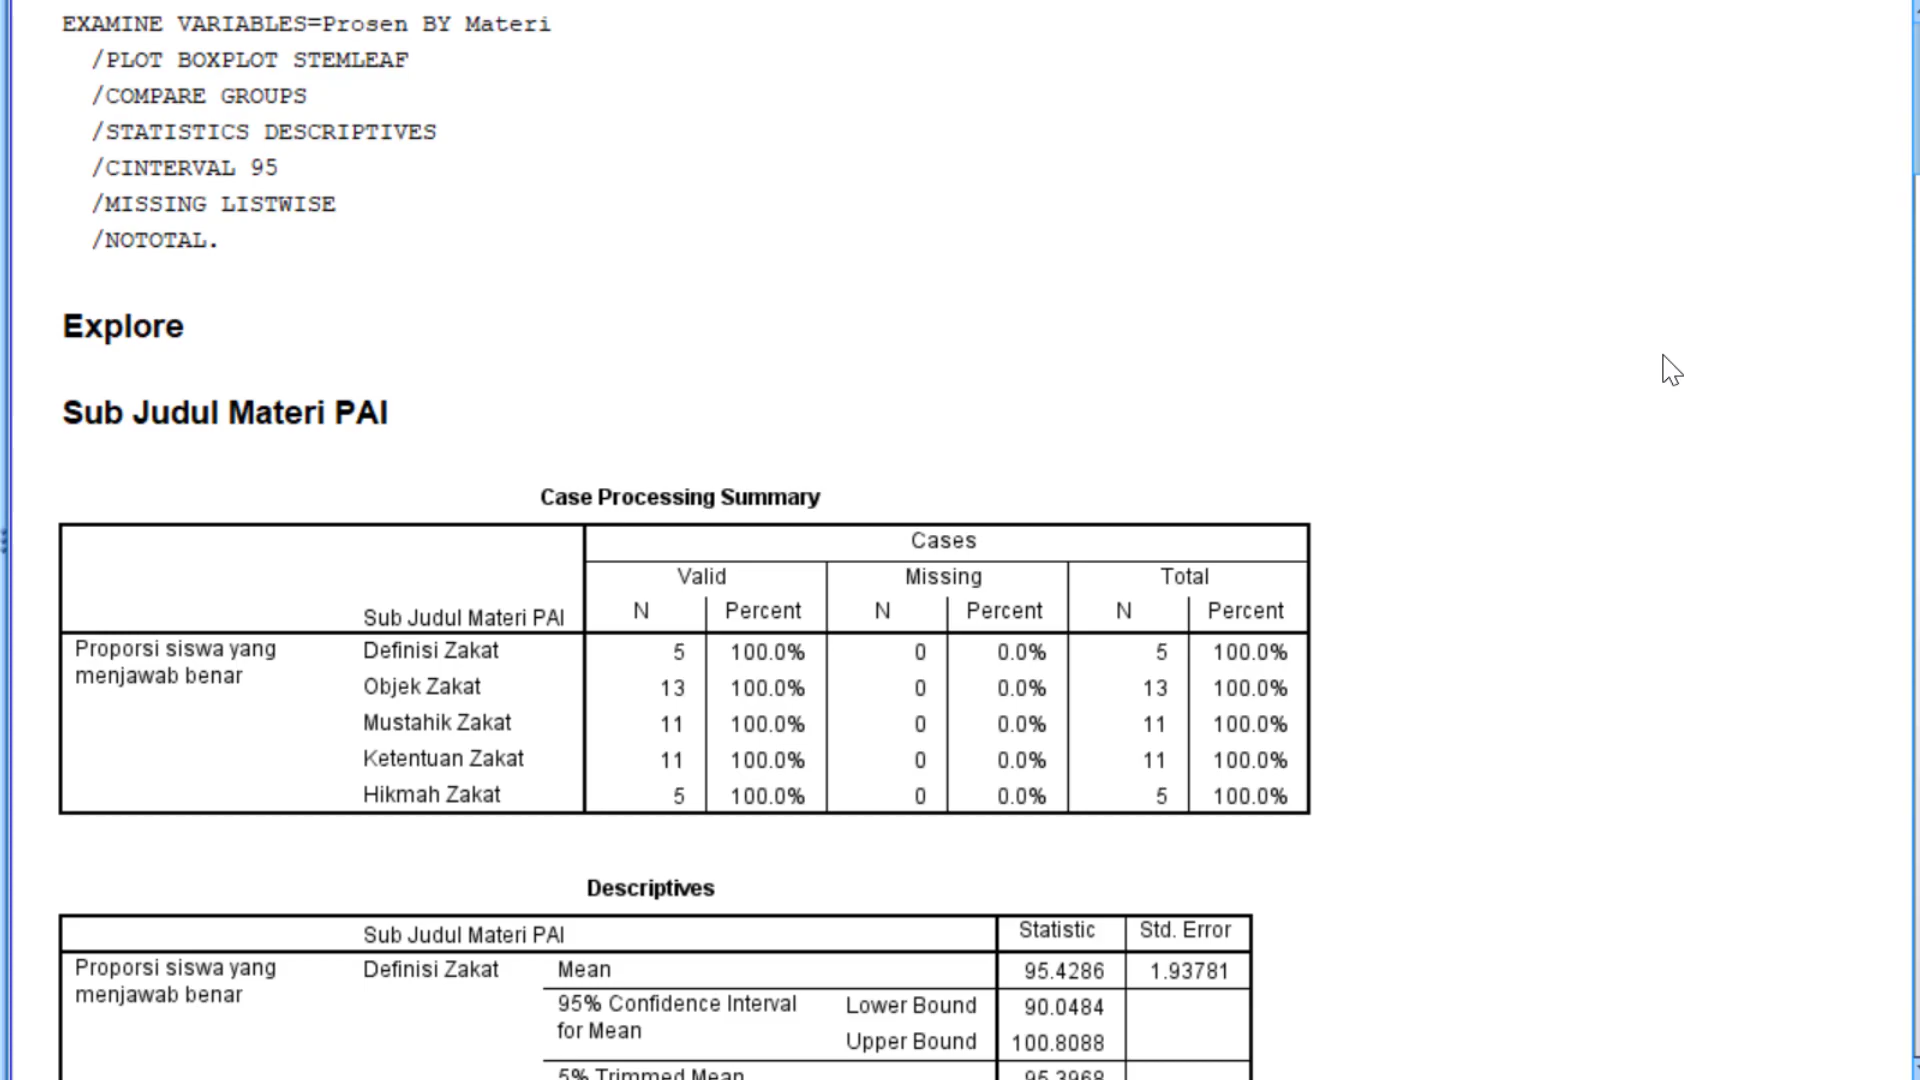 EXAMINE VARIABLES=Prosen BY Materi
/PLOT BOXPLOT STEMLEAF
/COMPARE GROUPS
/STATISTICS DESCRIPTIVES
/CINTERVAL 95
/MISSING LISTWISE
/NOTOTAL.
Explore
Sub Judul Materi PAI
Case Processing Summary
Cases
Valid Missing Total
Sub Judul Materi PAI N Percent N Percent N Percent
Proporsi siswa yang menjawab benar Definisi Zakat 5 100.0% 0 0.0% 5 100.0%
Objek Zakat 13 100.0% 0 0.0% 13 100.0%
Mustahik Zakat 11 100.0% 0 0.0% 11 100.0%
Ketentuan Zakat 11 100.0% 0 0.0% 11 100.0%
Hikmah Zakat 5 100.0% 0 0.0% 5 100.0%
Descriptives
Sub Judul Materi PAI Statistic Std. Error
Proporsi siswa yang menjawab benar Definisi Zakat Mean 95.4286 1.93781
95% Confidence Interval for Mean Lower Bound 90.0484
Upper Bound 100.8088
5% Trimmed Mean 95.3968